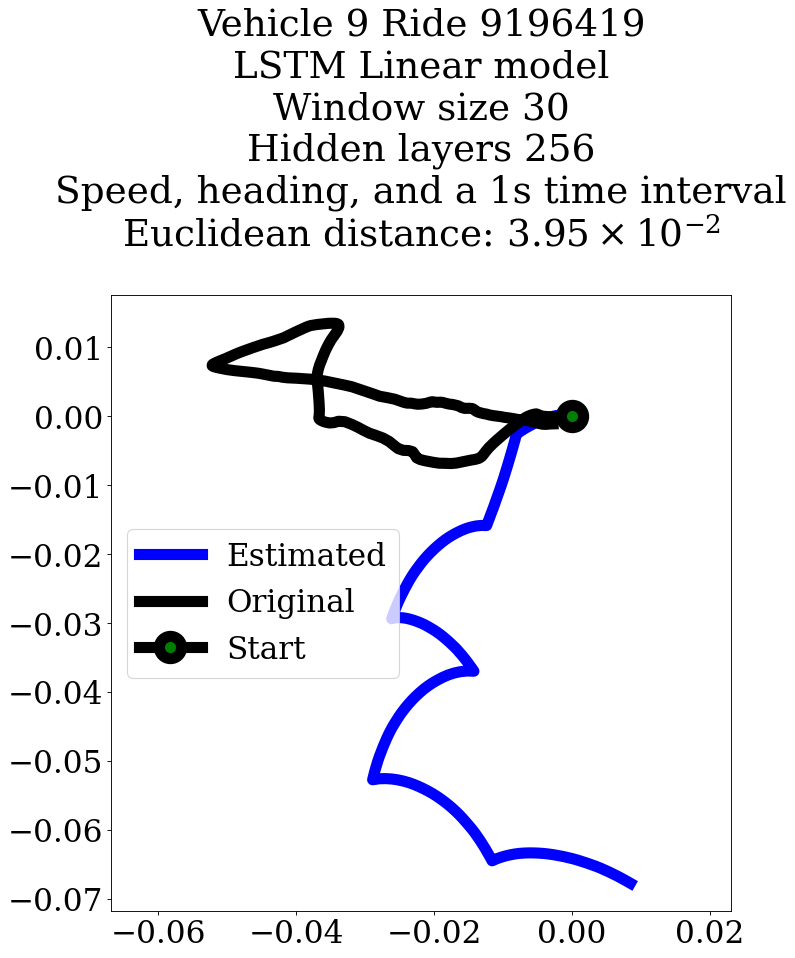 Vehicle 9 Ride 9196419
LSTM Linear model
Window size 30
Hidden layers 256
Speed, heading, and a 1s time interval
Euclidean distance: 3.95 × 10⁻²
0.01
0.00
−0.01
−0.02
−0.03
−0.04
−0.05
−0.06
−0.07
Estimated
Original
Start
−0.06 −0.04 −0.02 0.00 0.02